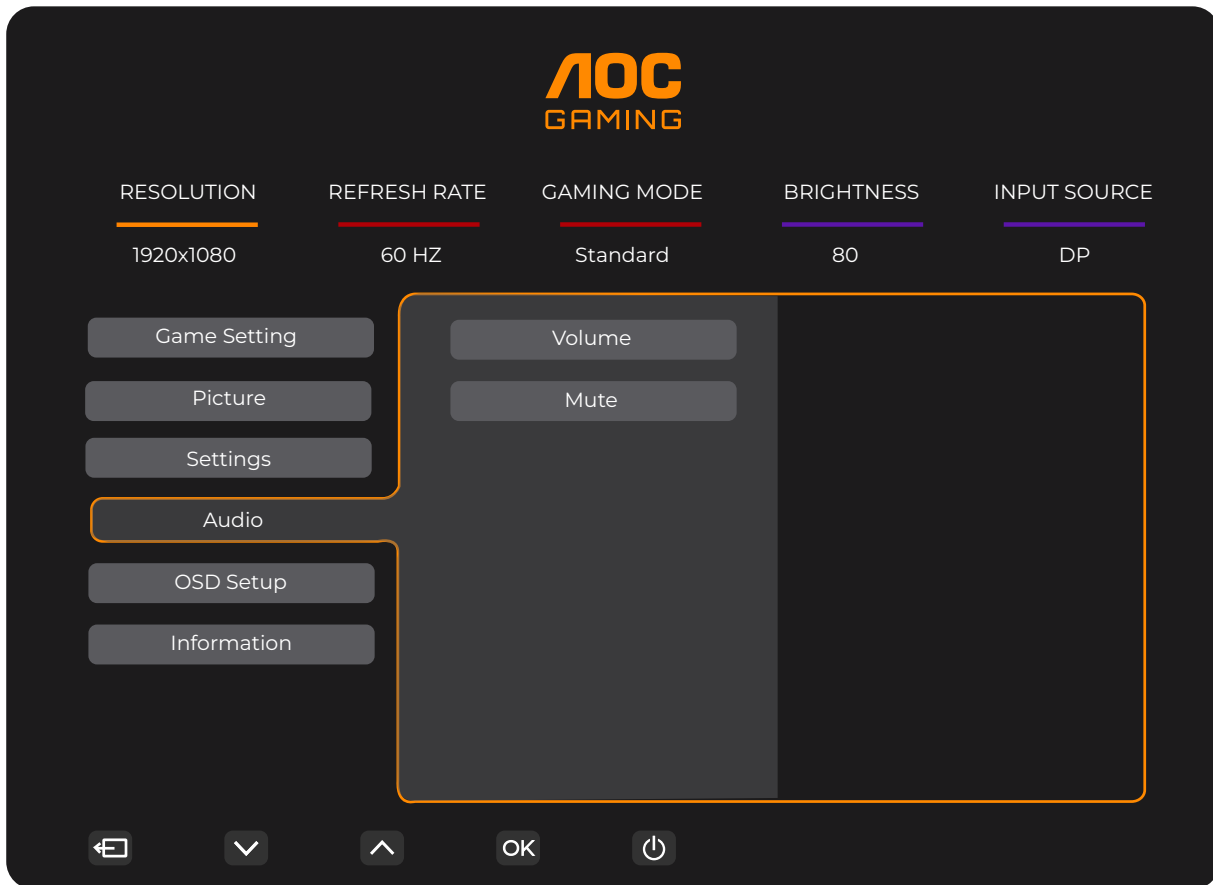 AOC
GAMING
RESOLUTION REFRESH RATE GAMING MODE BRIGHTNESS INPUT SOURCE
1920x1080 60 HZ Standard 80 DP
Game Setting
Volume
Picture
Mute
Settings
Audio
OSD Setup
Information
OK